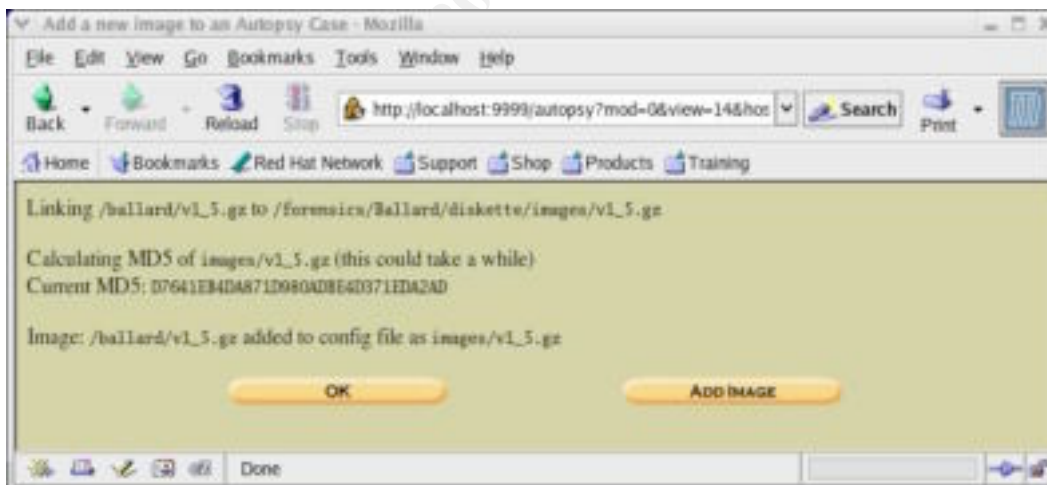 Add a new image to an Autopsy Case - Mozilla
File Edit View Go Bookmarks Tools Window Help
Back Forward Reload Stop http://localhost:9999/autopsy?mod=0&view=14&hos Search Print
Home Bookmarks Red Hat Network Support Shop Products Training
Linking /ballard/v1_5.gz to /forensics/Ballard/diskette/images/v1_5.gz
Calculating MD5 of images/v1_5.gz (this could take a while)
Current MD5: D7641EB4DA871D980ADBE4D371EDA2AD
Image: /ballard/v1_5.gz added to config file as images/v1_5.gz
OK ADD IMAGE
Done